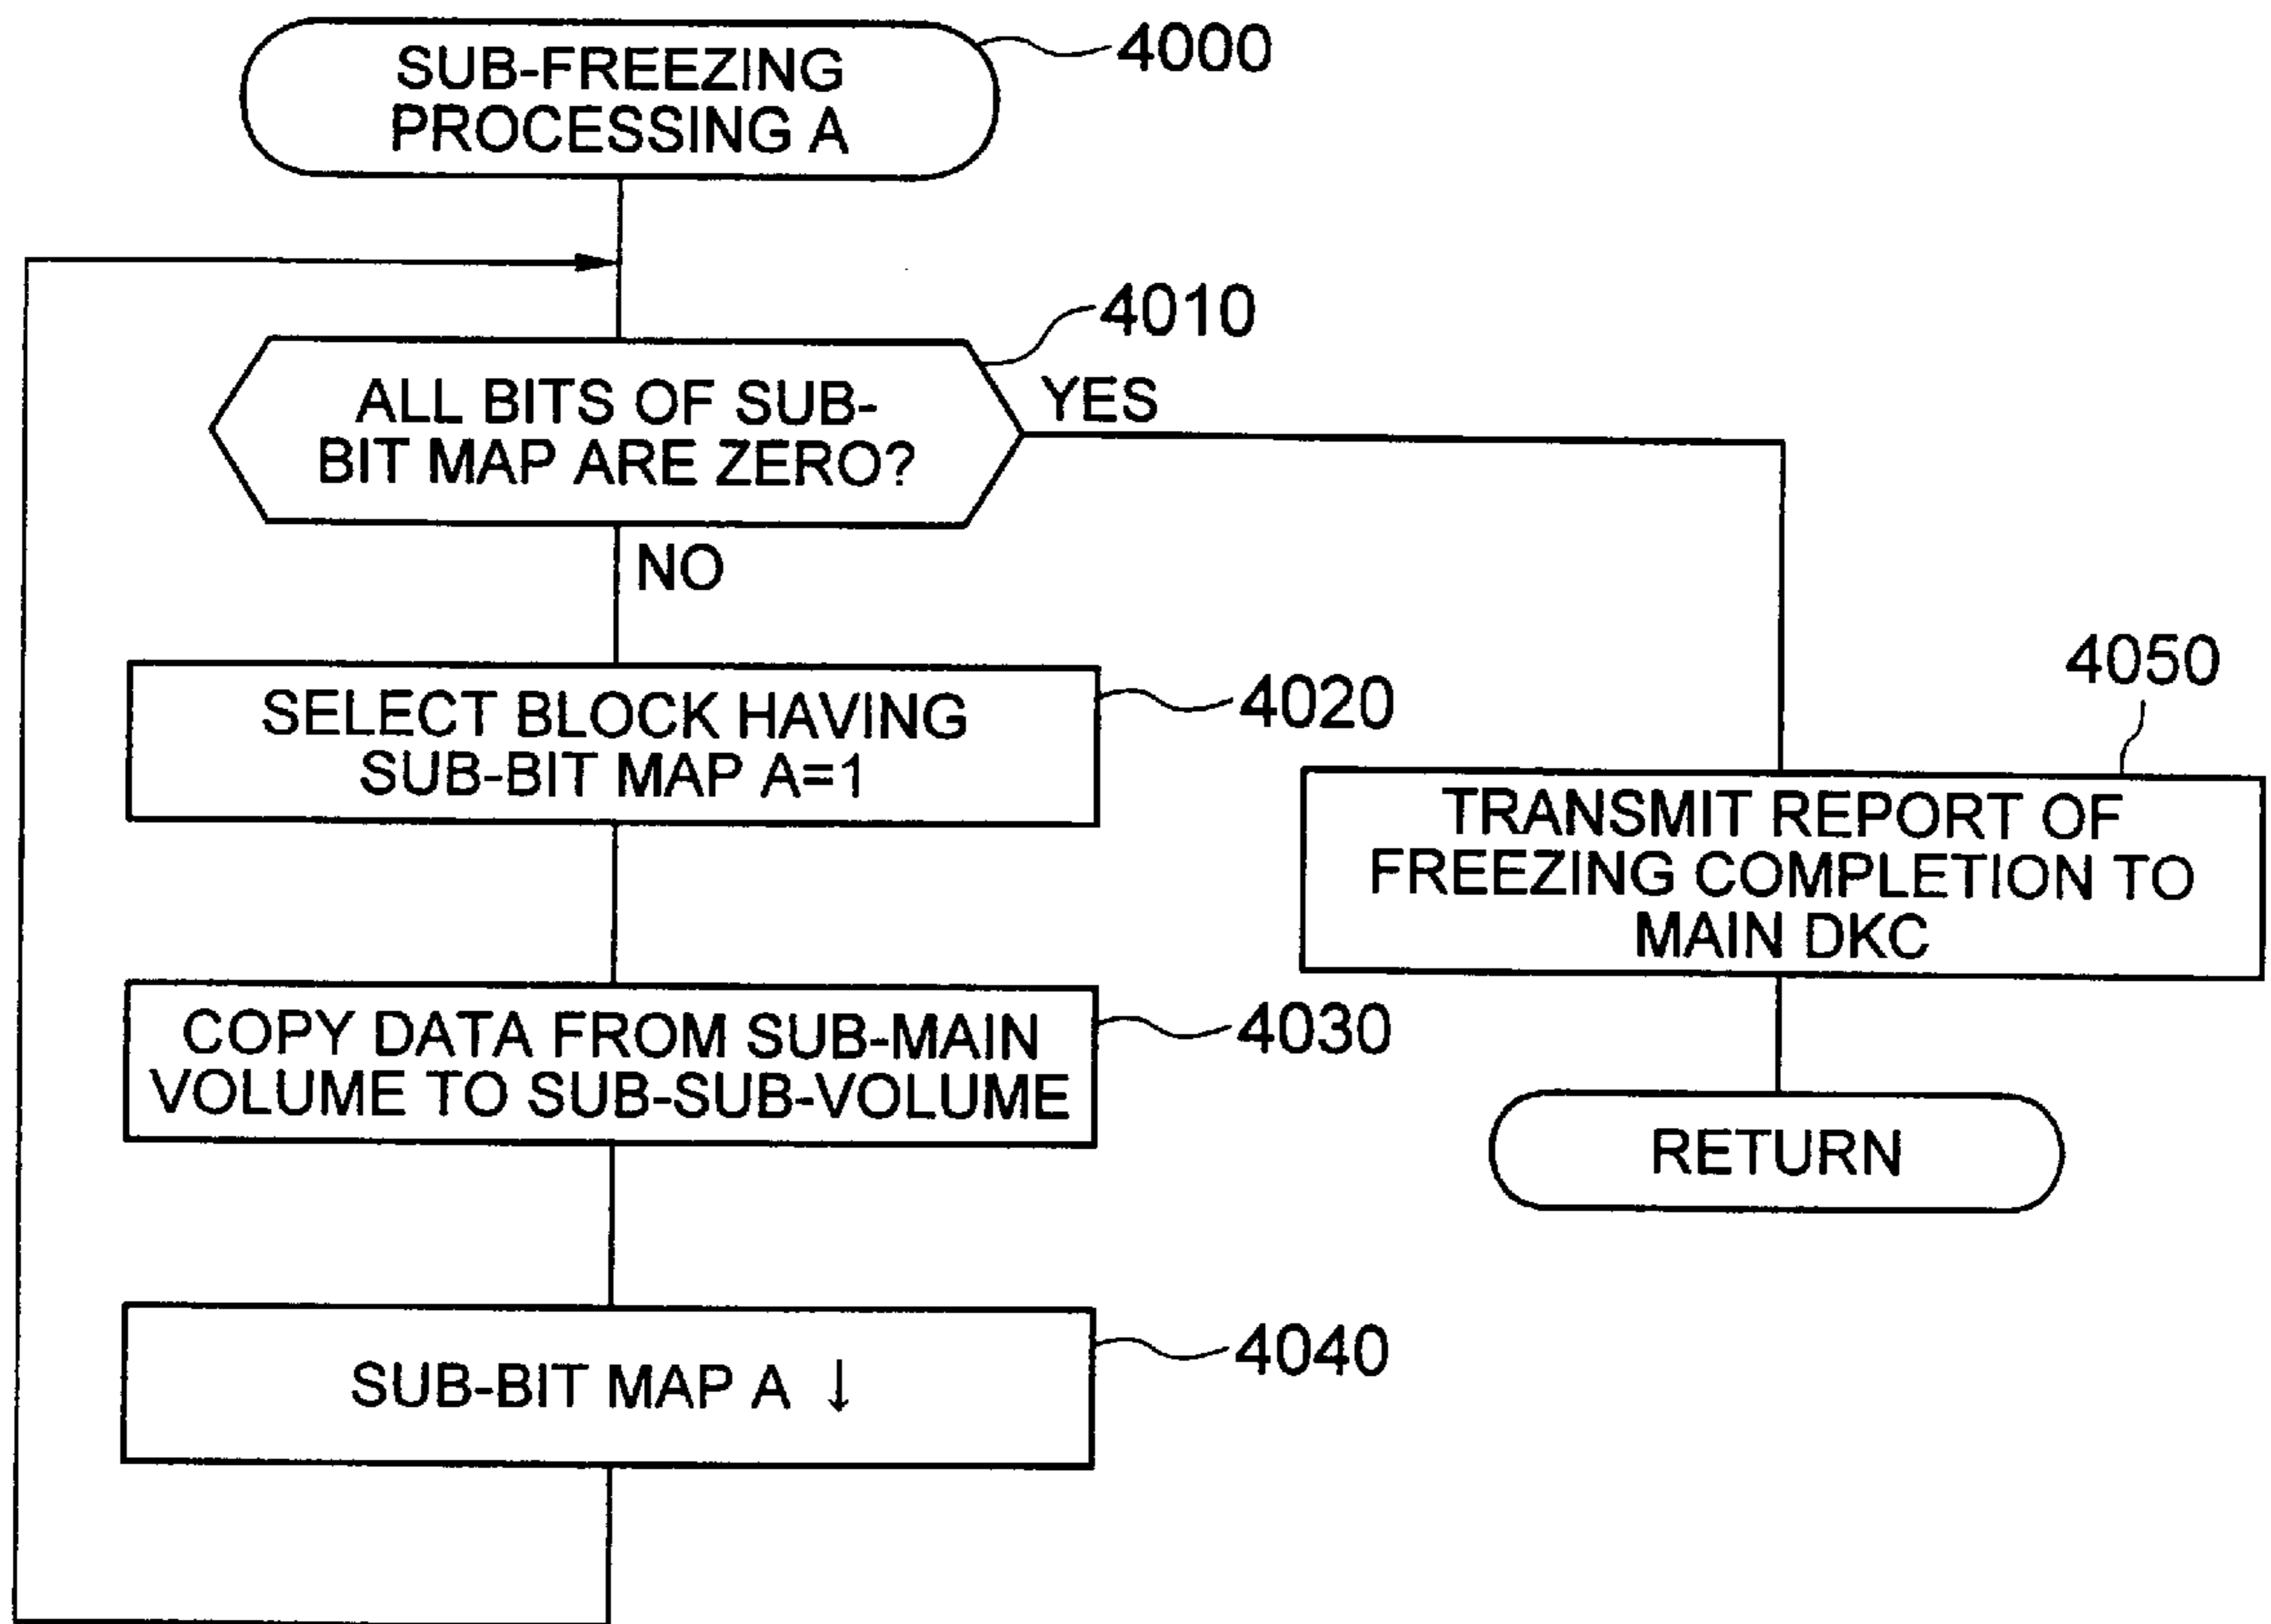 SUB-FREEZING
PROCESSING A
4000
4010
ALL BITS OF SUB-
BIT MAP ARE ZERO?
YES
NO
SELECT BLOCK HAVING
SUB-BIT MAP A=1
4020
4050
TRANSMIT REPORT OF
FREEZING COMPLETION TO
MAIN DKC
COPY DATA FROM SUB-MAIN
VOLUME TO SUB-SUB-VOLUME
4030
RETURN
SUB-BIT MAP A ↓
4040